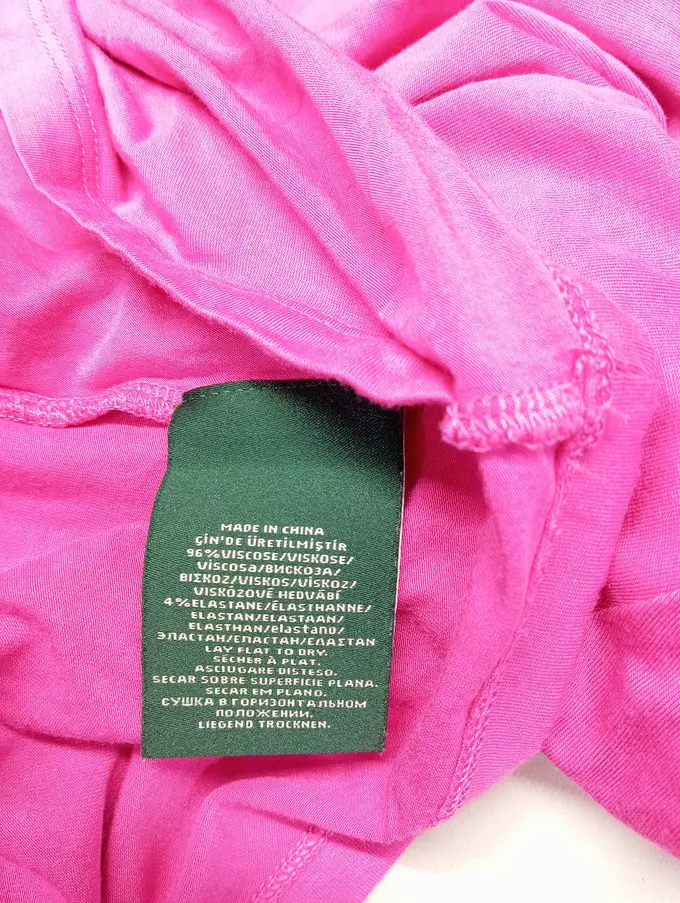 MADE IN CHINA
ÇİN'DE ÜRETİLMİŞTİR
96%VISCOSE/VISKOSE/
Viscosa/ВИСКОЗА/
ΒΙΣΚΟΖ/VISKOS/VİSKOZ/
VISKÓZOVÉ HEDVÁBÍ
4%ELASTANE/ÉLASTHANNE/
ELASTAN/ELASTAAN/
ELASTHAN/elastano/
ЭЛАСТАН/ЕЛАСТАН/ΕΛΑΣΤΑΝ
LAY FLAT TO DRY.
SÉCHER À PLAT.
ASCIUGARE DISTESO.
SECAR SOBRE SUPERFICIE PLANA.
SECAR EM PLANO.
СУШКА В ГОРИЗОНТАЛЬНОМ
ПОЛОЖЕНИИ.
LIEGEND TROCKNEN.